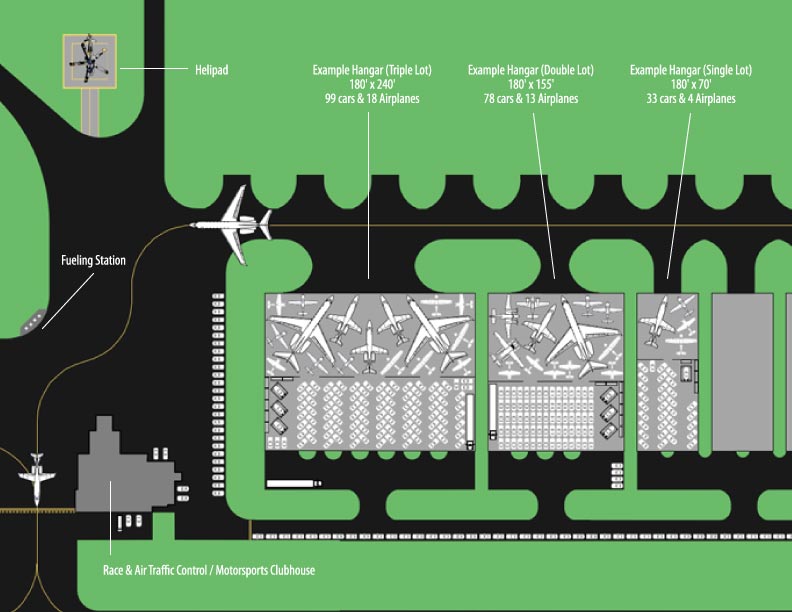 Helipad
Example Hangar (Triple Lot)
180' x 240'
99 cars & 18 Airplanes
Example Hangar (Double Lot)
180' x 155'
78 cars & 13 Airplanes
Example Hangar (Single Lot)
180' x 70'
33 cars & 4 Airplanes
Fueling Station
Race & Air Traffic Control / Motorsports Clubhouse